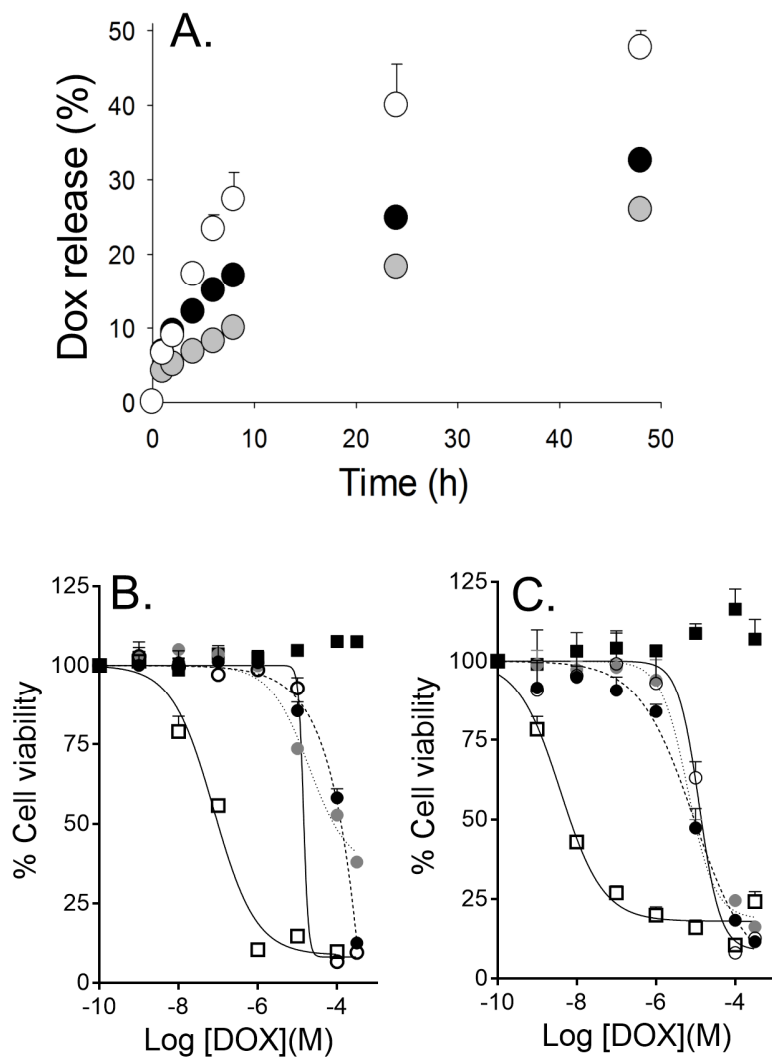 A.
Dox release (%)
50
40
30
20
10
0
0 10 20 30 40 50
Time (h)
B.
% Cell viability
125
100
75
50
25
0
-10 -8 -6 -4
Log [DOX](M)
C.
% Cell viability
125
100
75
50
25
0
-10 -8 -6 -4
Log [DOX](M)